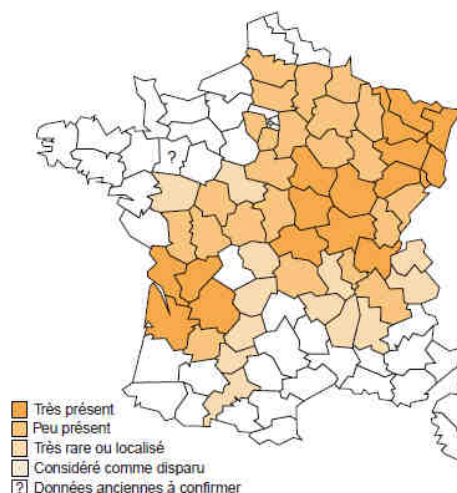 ?
Très présent
Peu présent
Très rare ou localisé
Considéré comme disparu
? Données anciennes à confirmer